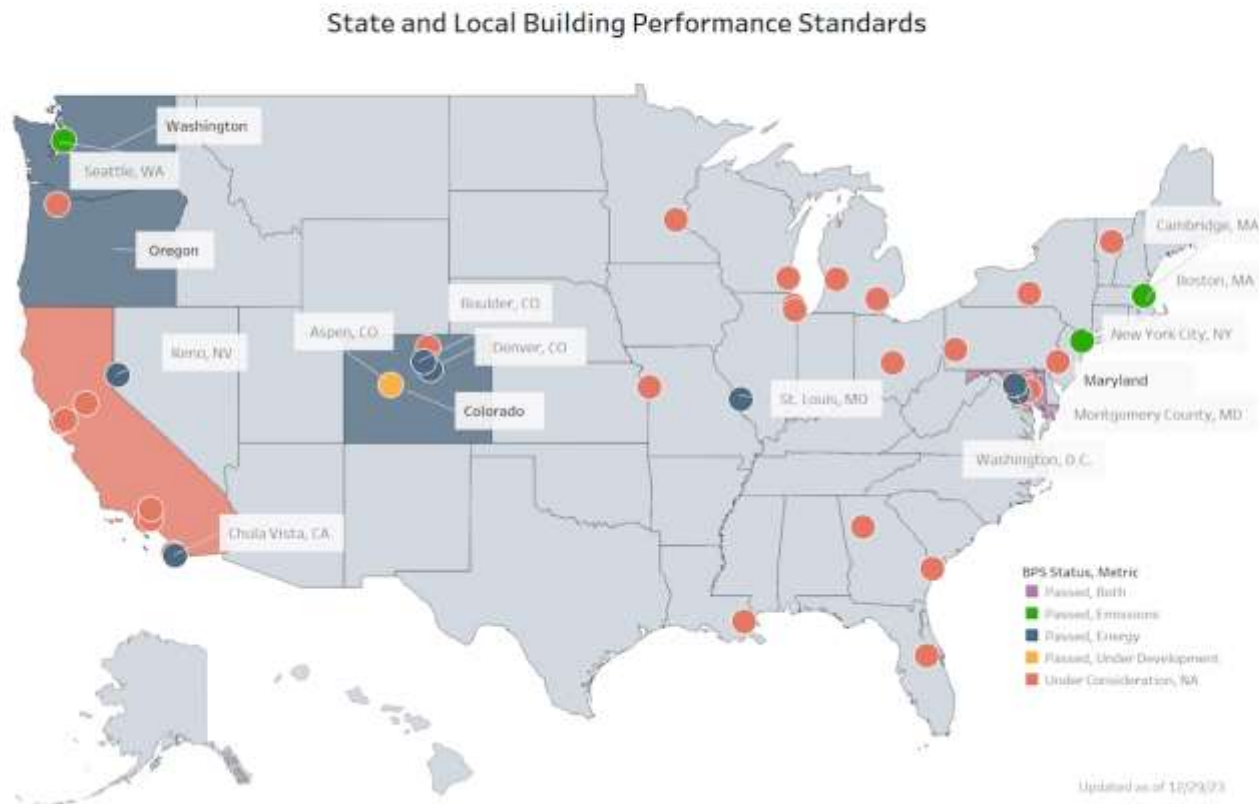 State and Local Building Performance Standards
Washington
Seattle, WA
Oregon
Cambridge, MA
Boston, MA
Boulder, CO
Aspen, CO
Denver, CO
Reno, NV
New York City, NY
Maryland
Colorado
St. Louis, MO
Montgomery County, MD
Washington, D.C.
Chula Vista, CA
BPS Status, Metric
Passed, Both
Passed, Emissions
Passed, Energy
Passed, Under Development
Under Consideration, NA
Updated as of 12/29/23